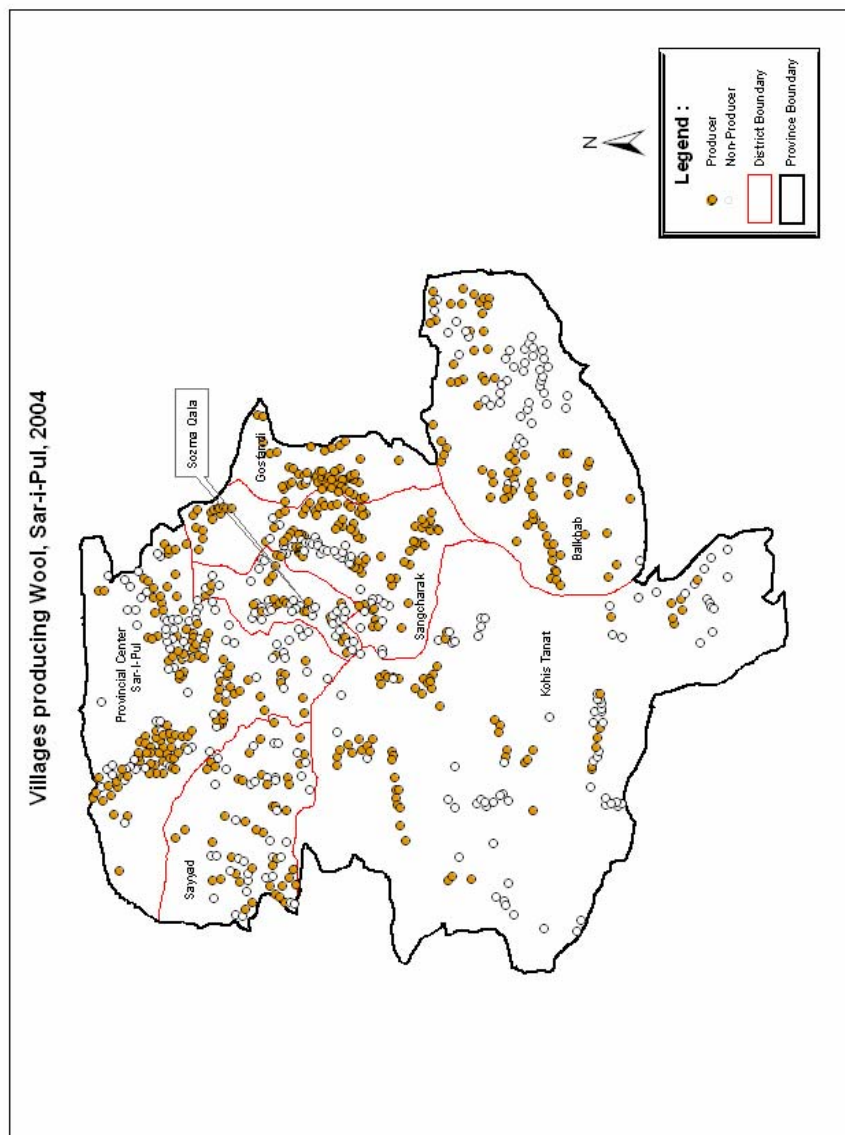 Villages producing Wool, Sar-i-Pul, 2004
Sozma Qala
Gosfandi
Provincial Center
Sar-I-Pul
Sayyad
Sangcharak
Balkhab
Kohis Tanat
N
Legend :
Producer
Non-Producer
District Boundary
Province Boundary